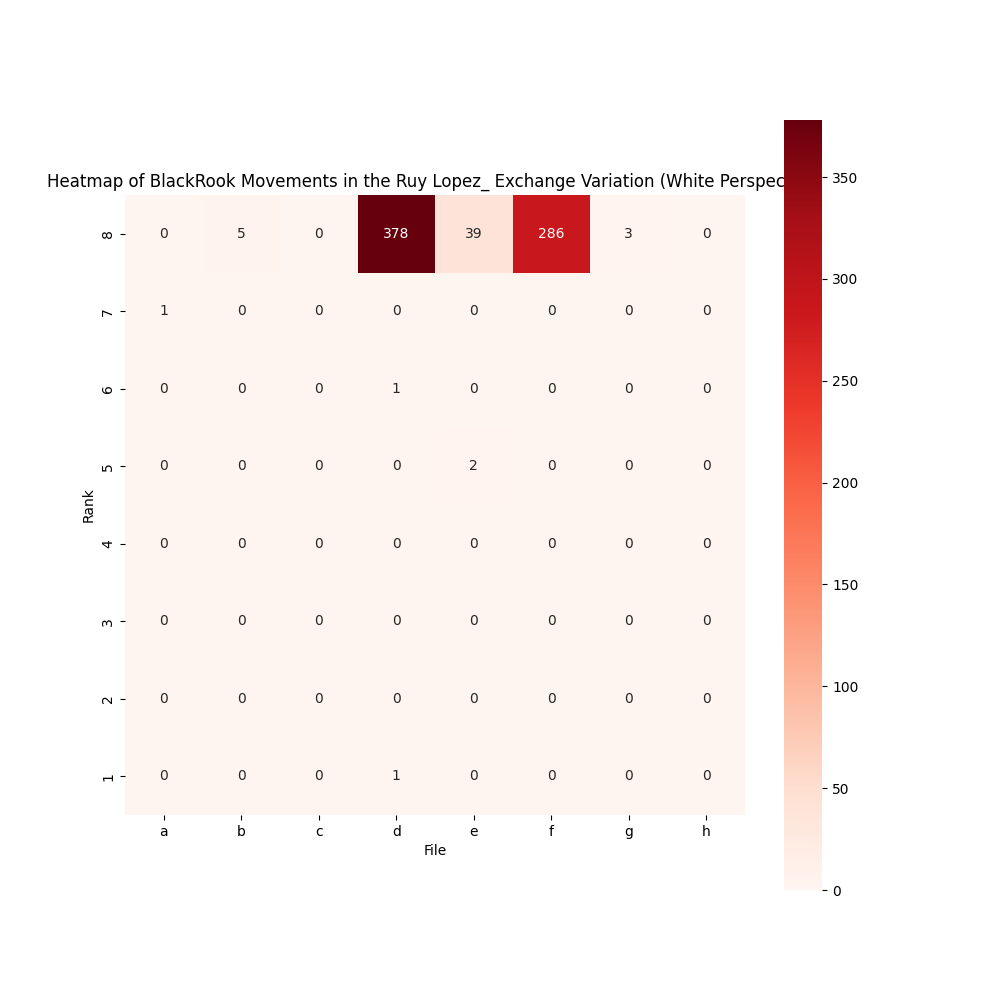 Heatmap of BlackRook Movements in the Ruy Lopez_ Exchange Variation (White Perspec
8 0 5 0 378 39 286 3 0
7 1 0 0 0 0 0 0 0
6 0 0 0 1 0 0 0 0
5 0 0 0 0 2 0 0 0
Rank
4 0 0 0 0 0 0 0 0
3 0 0 0 0 0 0 0 0
2 0 0 0 0 0 0 0 0
1 0 0 0 1 0 0 0 0
a b c d e f g h
File
350
300
250
200
150
100
50
0